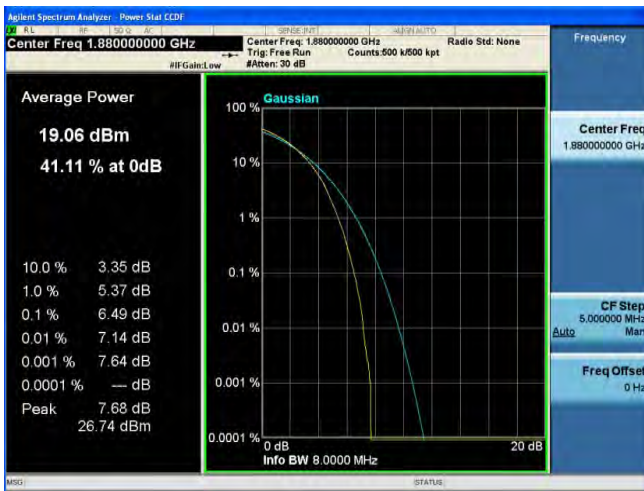 Agilent Spectrum Analyzer - Power Stat CCDF
RL RF 50 Ω AC SENSE:INT ALIGN AUTO
Center Freq 1.880000000 GHz
Center Freq: 1.880000000 GHz Radio Std: None
Trig: Free Run Counts:500 k/500 kpt
#IFGain:Low #Atten: 30 dB
Frequency
Average Power
19.06 dBm
41.11 % at 0dB
10.0 % 3.35 dB
1.0 % 5.37 dB
0.1 % 6.49 dB
0.01 % 7.14 dB
0.001 % 7.64 dB
0.0001 % --- dB
Peak 7.68 dB
26.74 dBm
Gaussian
100 %
10 %
1 %
0.1 %
0.01 %
0.001 %
0.0001 %
0 dB 20 dB
Info BW 8.0000 MHz
Center Freq
1.880000000 GHz
CF Step
5.000000 MHz
Auto Man
Freq Offset
0 Hz
MSG STATUS